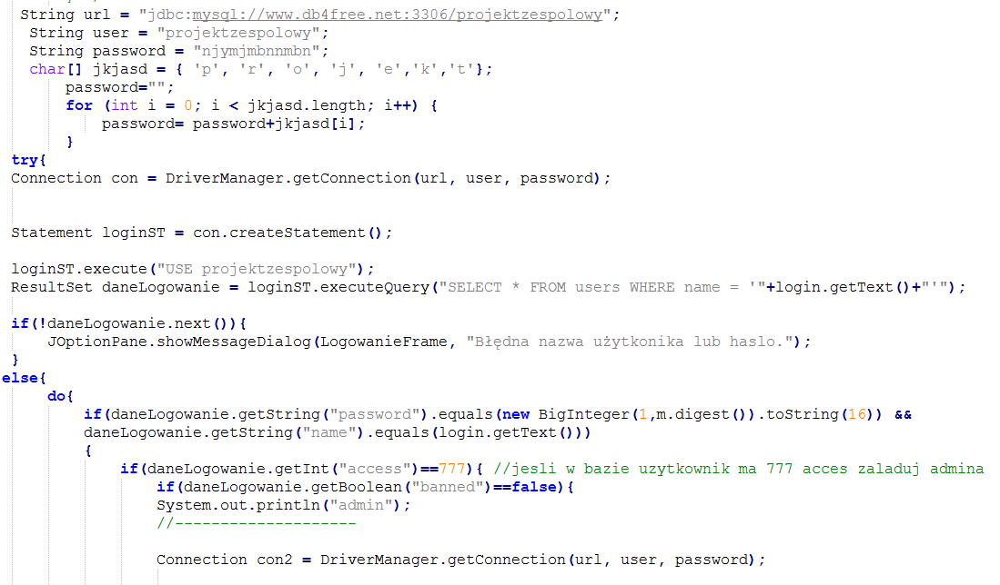 String url = "jdbc:mysql://www.db4free.net:3306/projektzespolowy";
String user = "projektzespolowy";
String password = "njymjmbnnmbn";
char[] jkjasd = { 'p', 'r', 'o', 'j', 'e','k','t'};
password="";
for (int i = 0; i < jkjasd.length; i++) {
password= password+jkjasd[i];
}
try{
Connection con = DriverManager.getConnection(url, user, password);
Statement loginST = con.createStatement();
loginST.execute("USE projektzespolowy");
ResultSet daneLogowanie = loginST.executeQuery("SELECT * FROM users WHERE name = '"+login.getText()+"'");
if(!daneLogowanie.next()){
JOptionPane.showMessageDialog(LogowanieFrame, "Błędna nazwa użytkonika lub haslo.");
}
else{
do{
if(daneLogowanie.getString("password").equals(new BigInteger(1,m.digest()).toString(16)) &&
daneLogowanie.getString("name").equals(login.getText()))
{
if(daneLogowanie.getInt("access")==777){ //jesli w bazie uzytkownik ma 777 acces zaladuj admina
if(daneLogowanie.getBoolean("banned")==false){
System.out.println("admin");
//--------------------
Connection con2 = DriverManager.getConnection(url, user, password);